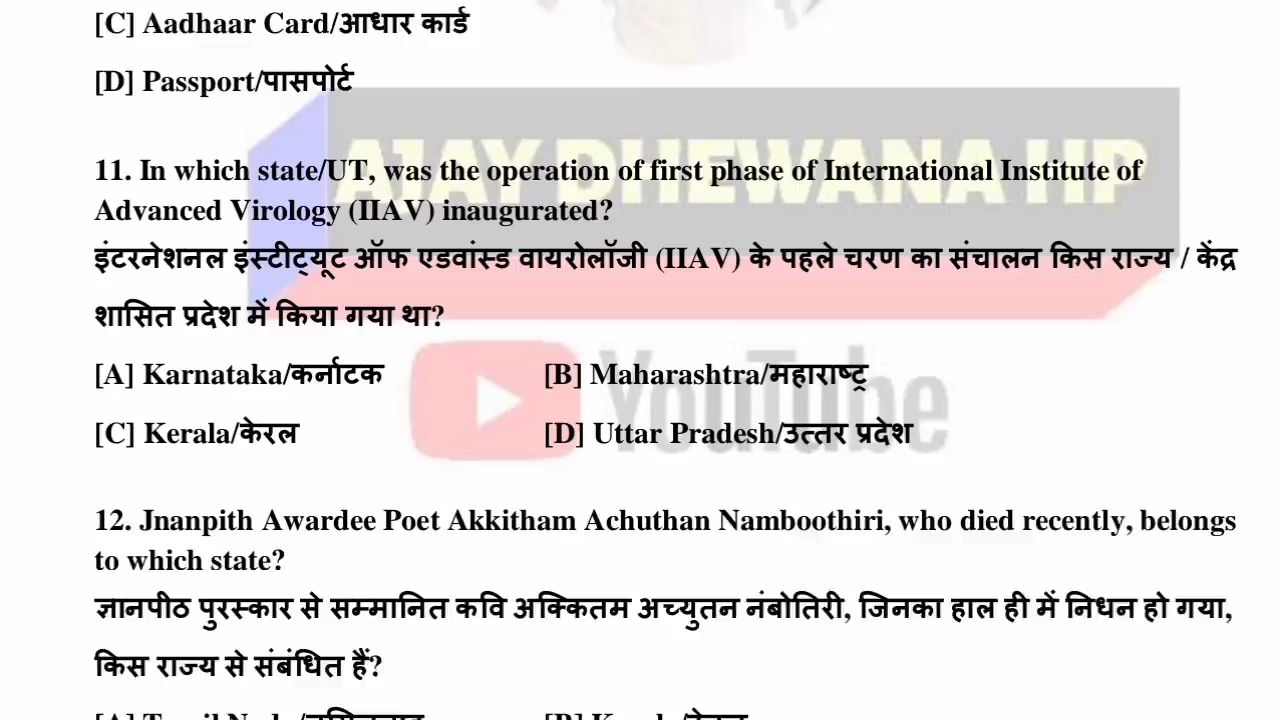 [C] Aadhaar Card/आधार कार्ड
[D] Passport/पासपोर्ट
AJAY DHEWANA HP
11. In which state/UT, was the operation of first phase of International Institute of
Advanced Virology (IIAV) inaugurated?
इंटरनेशनल इंस्टीट्यूट ऑफ एडवांस्ड वायरोलॉजी (IIAV) के पहले चरण का संचालन किस राज्य / केंद्र
शासित प्रदेश में किया गया था?
[A] Karnataka/कर्नाटक [B] Maharashtra/महाराष्ट्र
YouTube
[C] Kerala/केरल [D] Uttar Pradesh/उत्तर प्रदेश
12. Jnanpith Awardee Poet Akkitham Achuthan Namboothiri, who died recently, belongs
to which state?
ज्ञानपीठ पुरस्कार से सम्मानित कवि अक्कितम अच्युतन नंबोतिरी, जिनका हाल ही में निधन हो गया,
किस राज्य से संबंधित हैं?